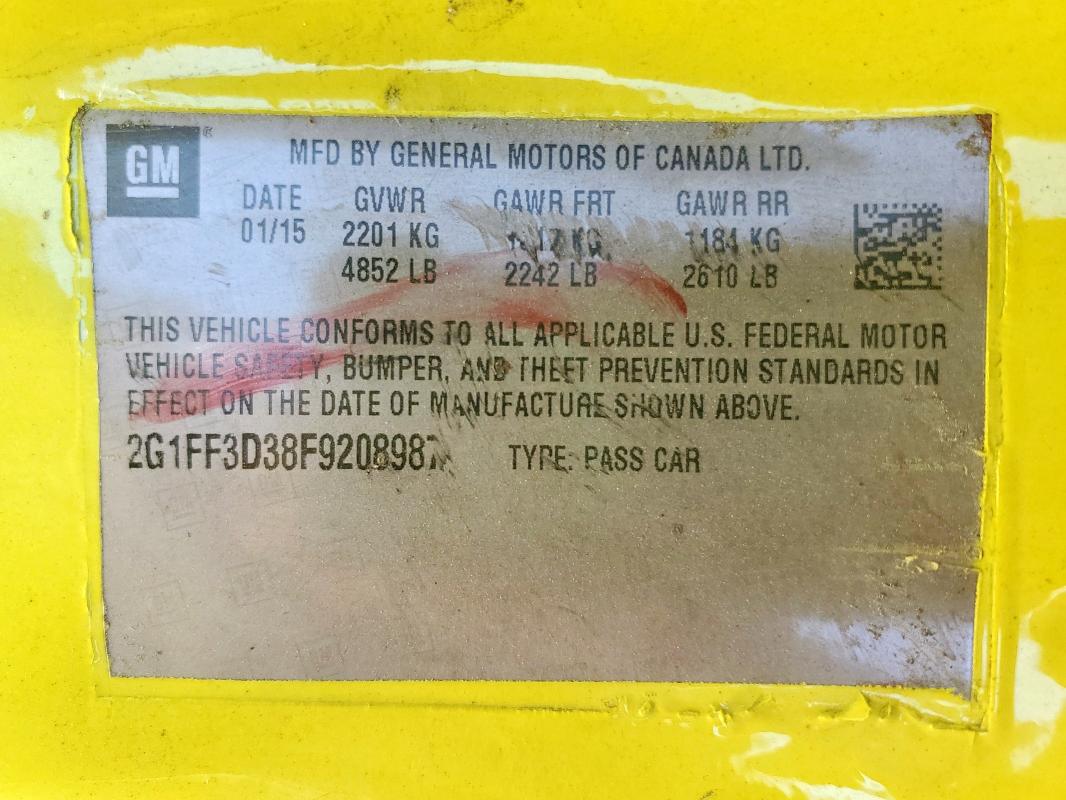 GM
MFD BY GENERAL MOTORS OF CANADA LTD.
DATE GVWR GAWR FRT GAWR RR
01/15 2201 KG KG 1184 KG
4852 LB 2242 LB 2610 LB
THIS VEHICLE CONFORMS TO ALL APPLICABLE U.S. FEDERAL MOTOR
VEHICLE SAFETY, BUMPER, AND THEFT PREVENTION STANDARDS IN
EFFECT ON THE DATE OF MANUFACTURE SHOWN ABOVE.
2G1FF3D38F9208987 TYPE: PASS CAR